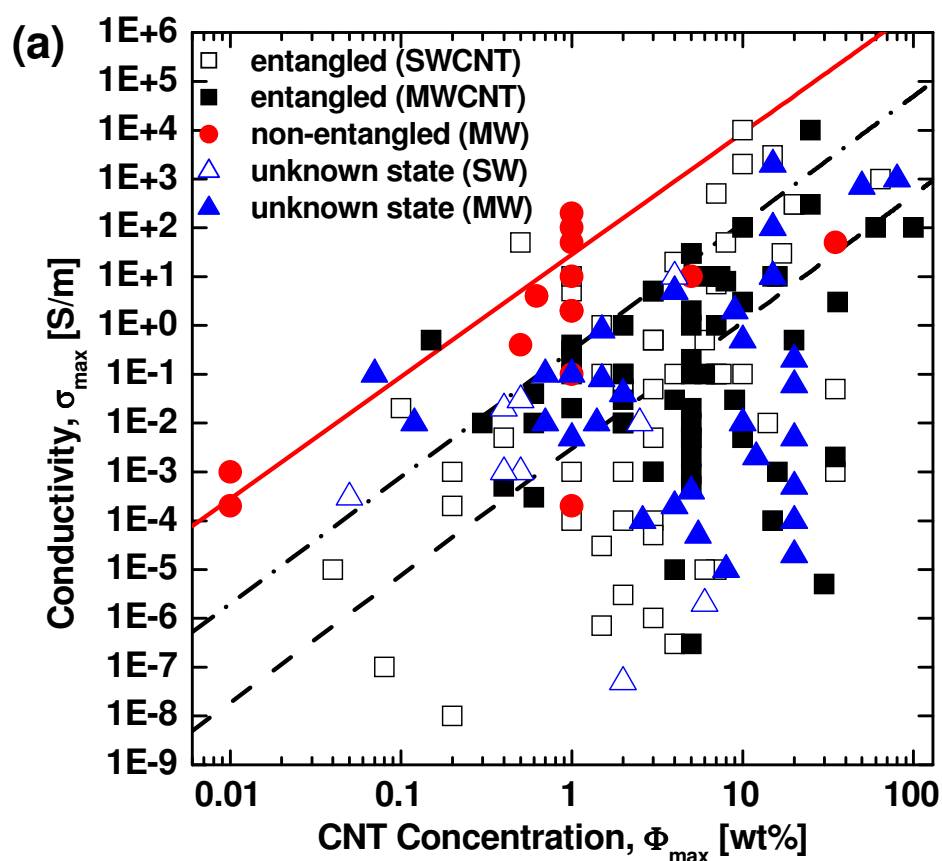 (a)
1E+6
1E+5
1E+4
1E+3
1E+2
1E+1
1E+0
1E-1
1E-2
1E-3
1E-4
1E-5
1E-6
1E-7
1E-8
1E-9
Conductivity, σmax [S/m]
entangled (SWCNT)
entangled (MWCNT)
non-entangled (MW)
unknown state (SW)
unknown state (MW)
0.01 0.1 1 10 100
CNT Concentration, Φmax [wt%]